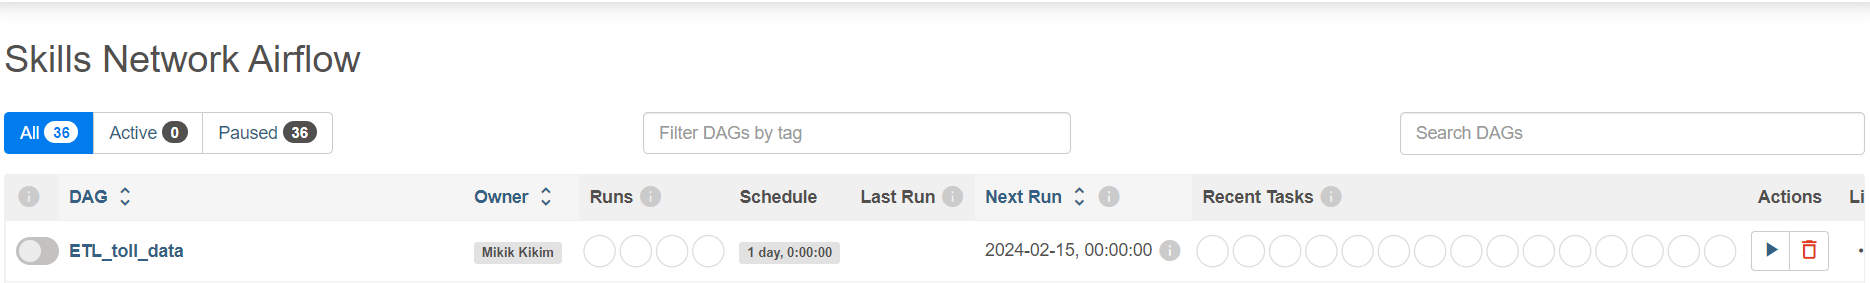 Skills Network Airflow
All 36 Active 0 Paused 36 Filter DAGs by tag Search DAGs
DAG Owner Runs Schedule Last Run Next Run Recent Tasks Actions Li
ETL_toll_data Mikik Kikim 1 day, 0:00:00 2024-02-15, 00:00:00